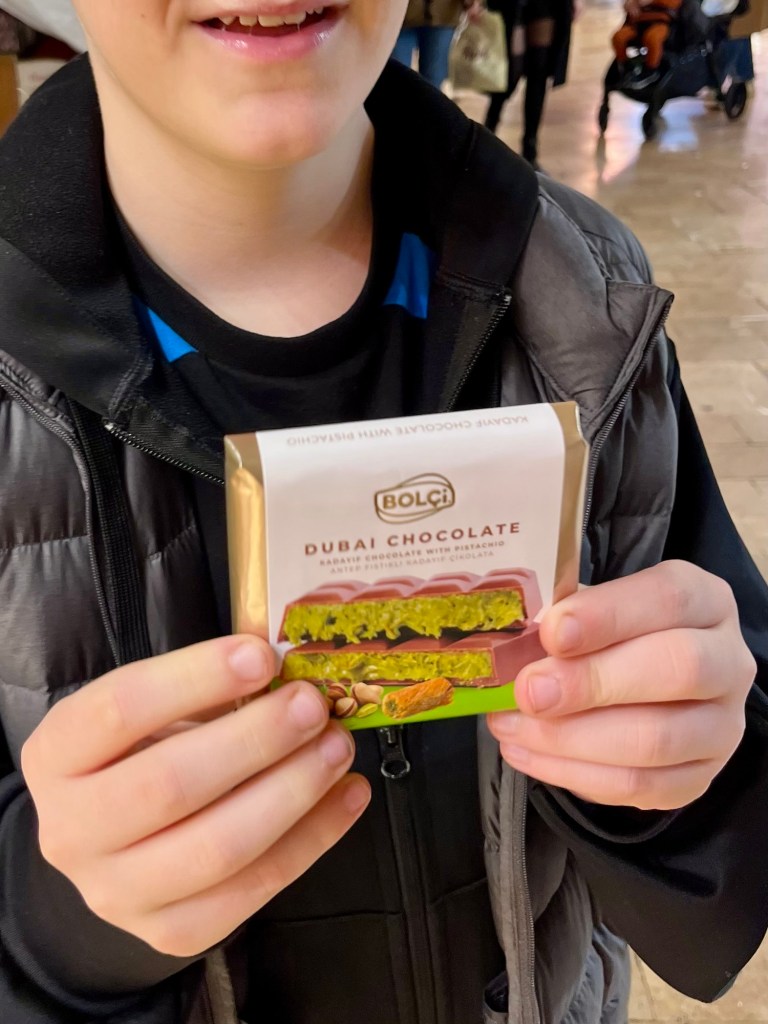 KADAYIF CHOCOLATE WITH PISTACHIO
BOLÇi
DUBAI CHOCOLATE
KADAYIF CHOCOLATE WITH PISTACHIO
ANTEP FISTIKLI KADAYIF ÇİKOLATA